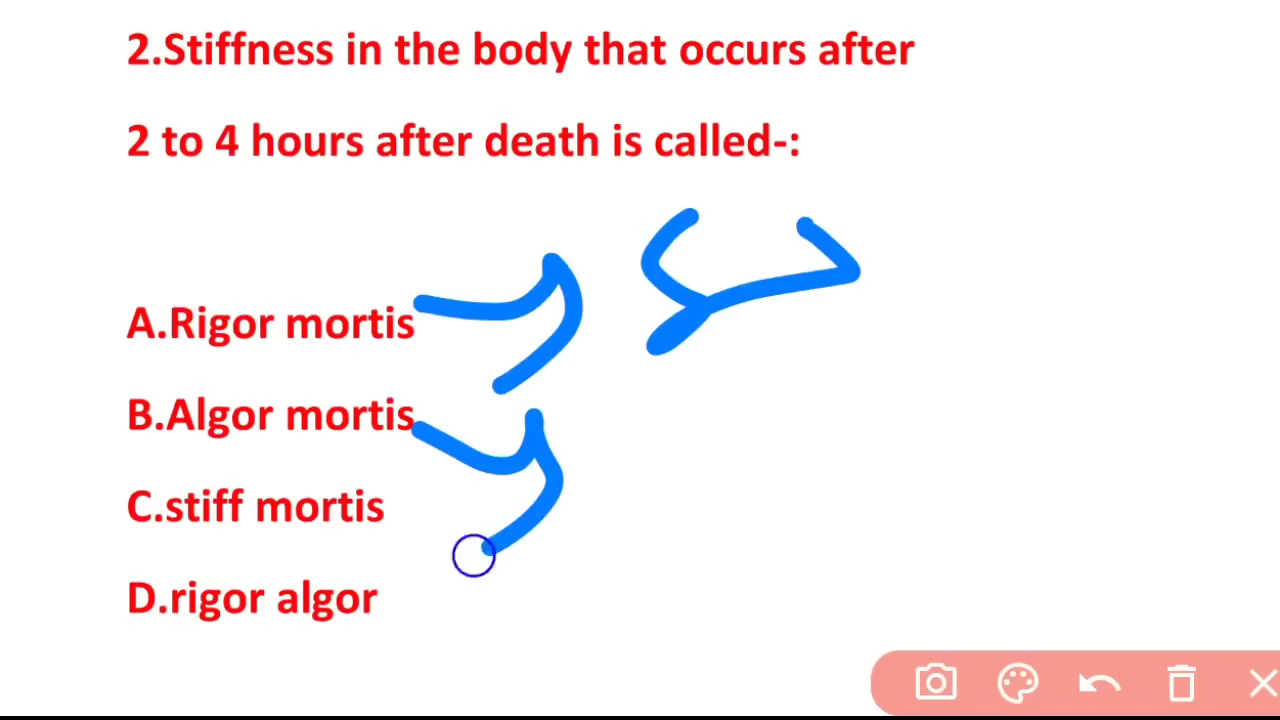 2.Stiffness in the body that occurs after
2 to 4 hours after death is called-:
A.Rigor mortis
B.Algor mortis
C.stiff mortis
D.rigor algor